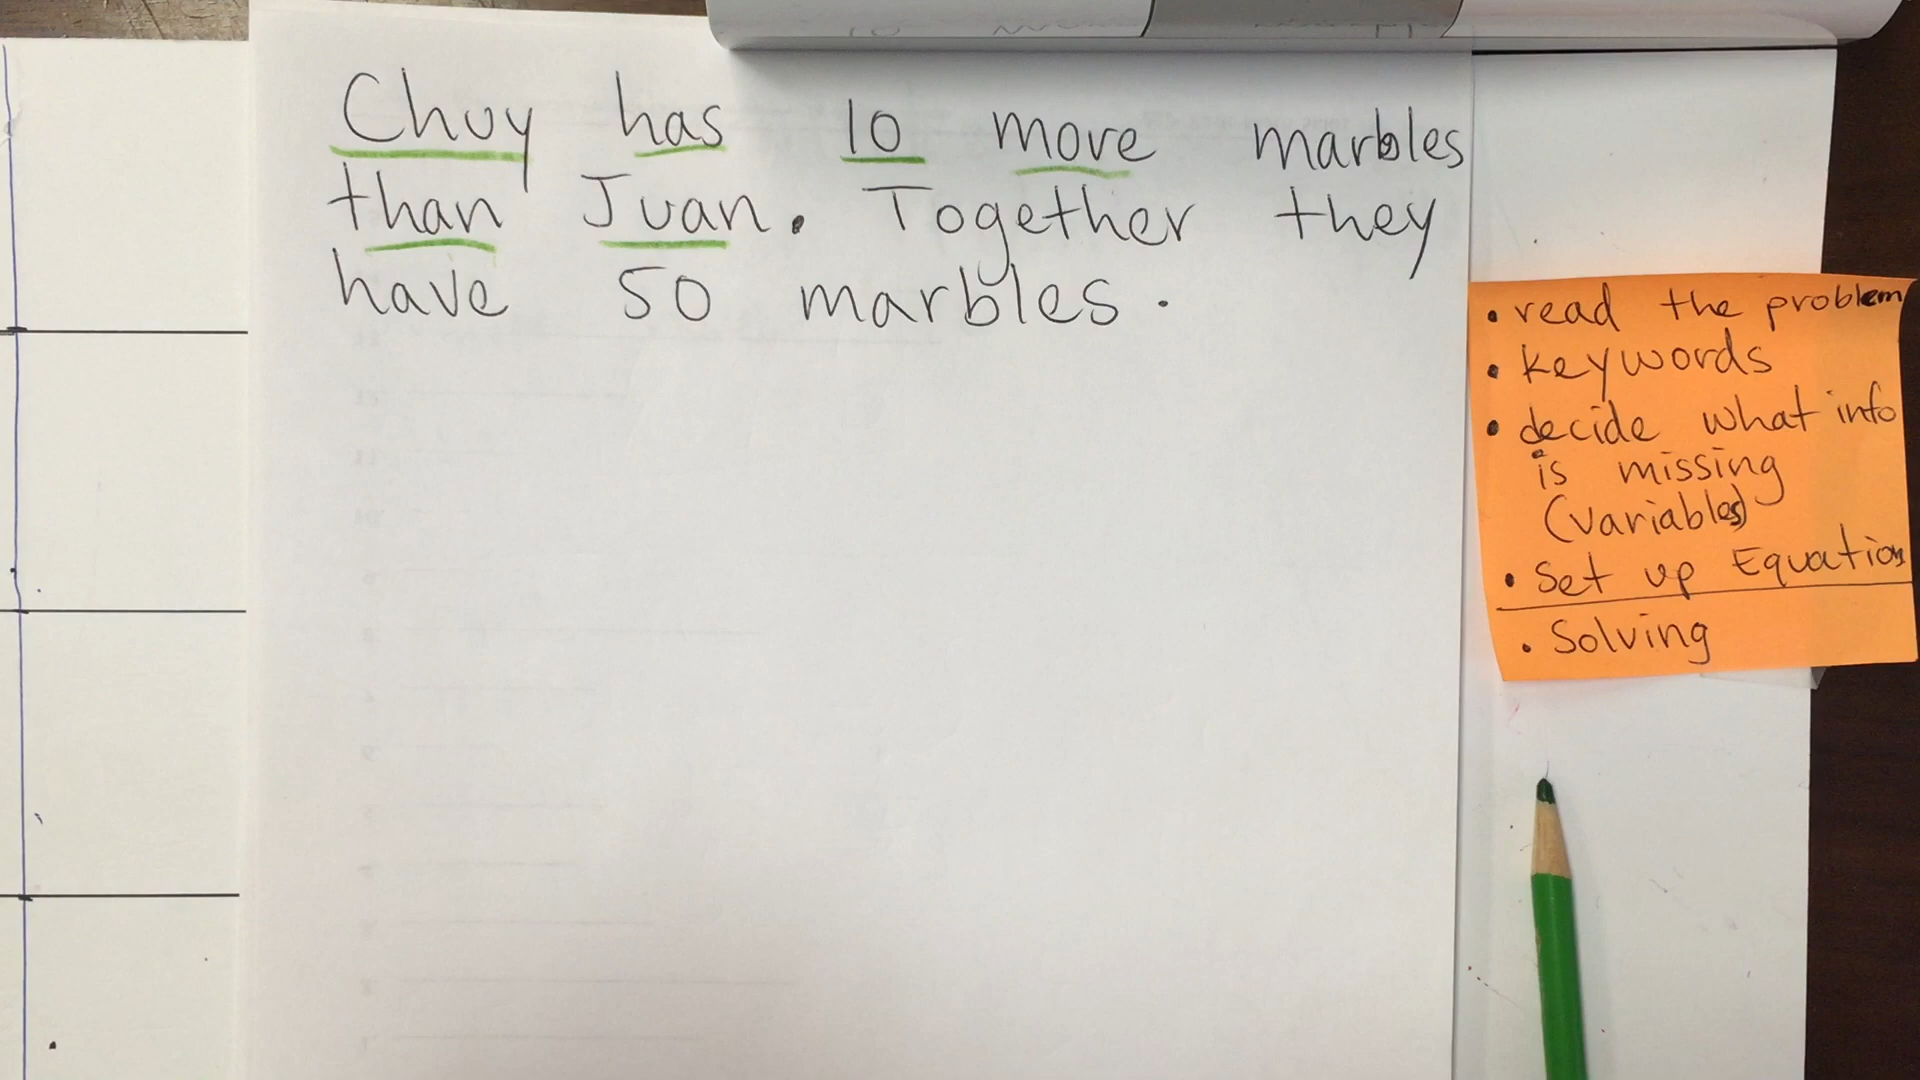 Chuy has 10 more marbles
than Juan. Together they
have 50 marbles.
• read the problem
• keywords
• decide what info
is missing
(variables)
• Set up Equation
• Solving